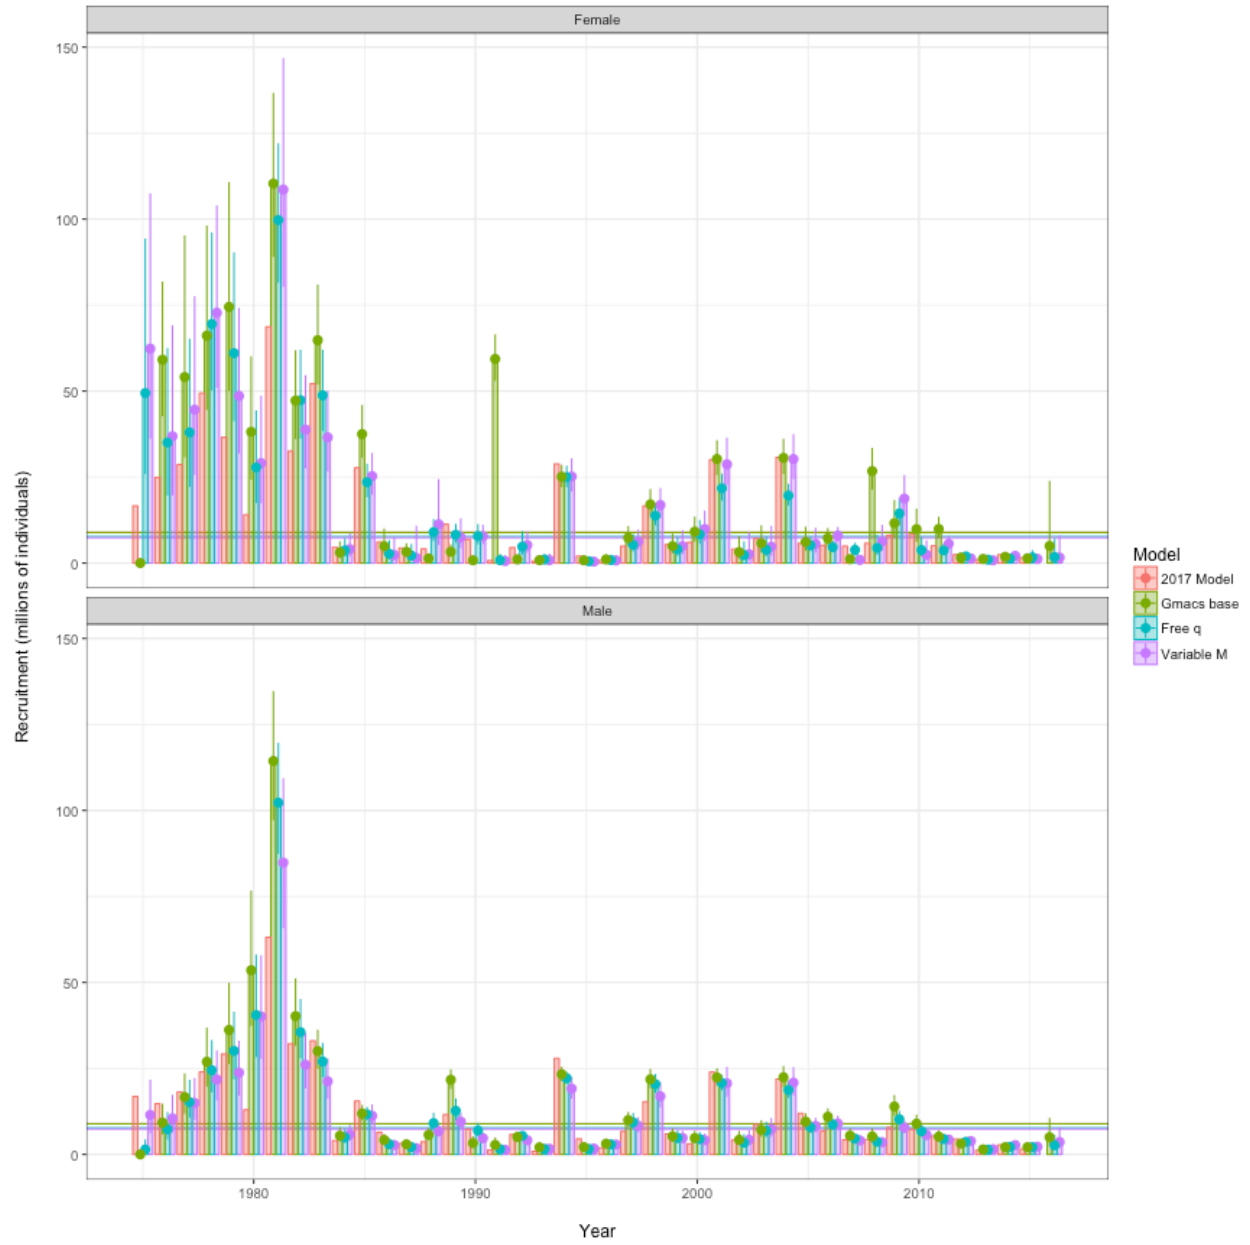 Female
150
100
50
0
Male
150
100
50
0
1980
1990
2000
2010
Year
Recruitment (millions of individuals)
Model
2017 Model
Gmacs base
Free q
Variable M